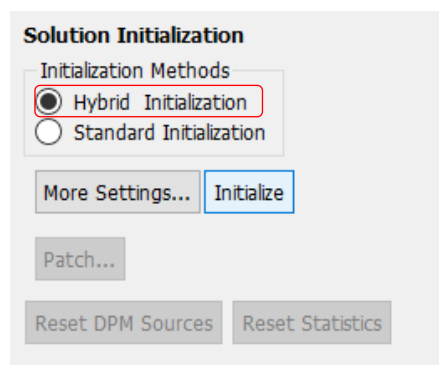 Solution Initialization
Initialization Methods
Hybrid Initialization
Standard Initialization
More Settings... Initialize
Patch...
Reset DPM Sources Reset Statistics